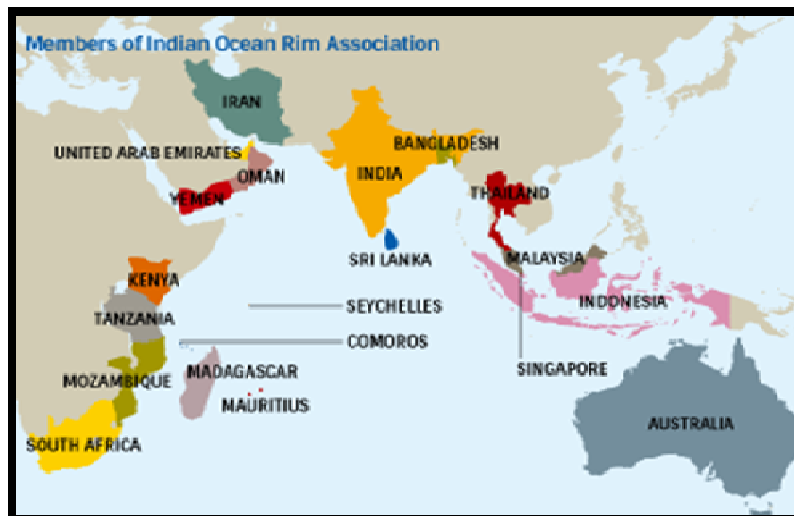 Members of Indian Ocean Rim Association
IRAN
UNITED ARAB EMIRATES
BANGLADESH
OMAN
INDIA
YEMEN
THAILAND
SRI LANKA
MALAYSIA
KENYA
SEYCHELLES
INDONESIA
TANZANIA
COMOROS
MADAGASCAR
SINGAPORE
MOZAMBIQUE
MAURITIUS
AUSTRALIA
SOUTH AFRICA